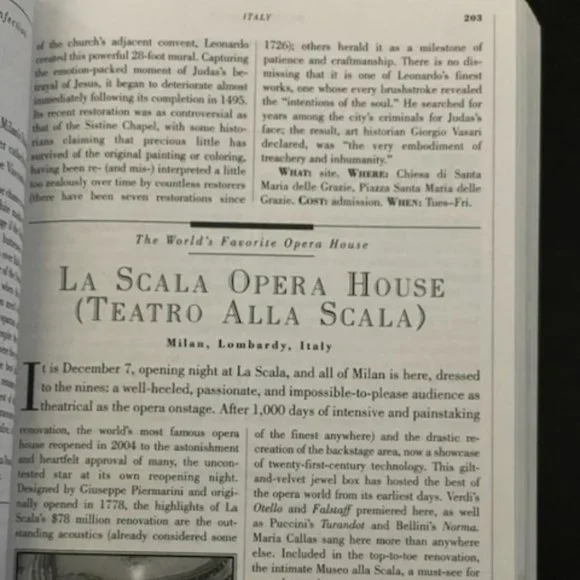 ITALY
203
of the church's adjacent convent, Leonardo
created this powerful 28-foot mural. Capturing
the emotion-packed moment of Judas's be-
trayal of Jesus, it began to deteriorate almost
immediately following its completion in 1495.
Its recent restoration was as controversial as
that of the Sistine Chapel, with some histo-
rians claiming that precious little has
survived of the original painting or coloring,
having been re- (and mis-) interpreted a little
too zealously over time by countless restorers
(there have been seven restorations since
1726); others herald it as a milestone of
patience and craftmanship. There is no dis-
missing that it is one of Leonardo's finest
works, one whose every brushstroke revealed
the "intentions of the soul." He searched for
years among the city's criminals for Judas's
face; the result, art historian Giorgio Vasari
declared, was "the very embodiment of
treachery and inhumanity."
WHAT: site. WHERE: Chiesa di Santa
Maria delle Grazie, Piazza Santa Maria delle
Grazie. COST: admission. WHEN: Tues–Fri.
The World's Favorite Opera House
LA SCALA OPERA HOUSE
(TEATRO ALLA SCALA)
Milan, Lombardy, Italy
It is December 7, opening night at La Scala, and all of Milan is here, dressed
to the nines: a well-heeled, passionate, and impossible-to-please audience as
theatrical as the opera onstage. After 1,000 days of intensive and painstaking
renovation, the world's most famous opera
house reopened in 2004 to the astonishment
and heartfelt approval of many, the uncon-
tested star at its own reopening night.
Designed by Giuseppe Piermarini and origi-
nally opened in 1778, the highlights of La
Scala's $78 million renovation are the out-
standing acoustics (already considered some
of the finest anywhere) and the drastic re-
creation of the backstage area, now a showcase
of twenty-first-century technology. This gilt-
and-velvet jewel box has hosted the best of
the opera world from its earliest days. Verdi's
Otello and Falstaff premiered here, as well
as Puccini's Turandot and Bellini's Norma.
Maria Callas sang here more than anywhere
else. Included in the top-to-toe renovation,
the intimate Museo alla Scala, a must-see for